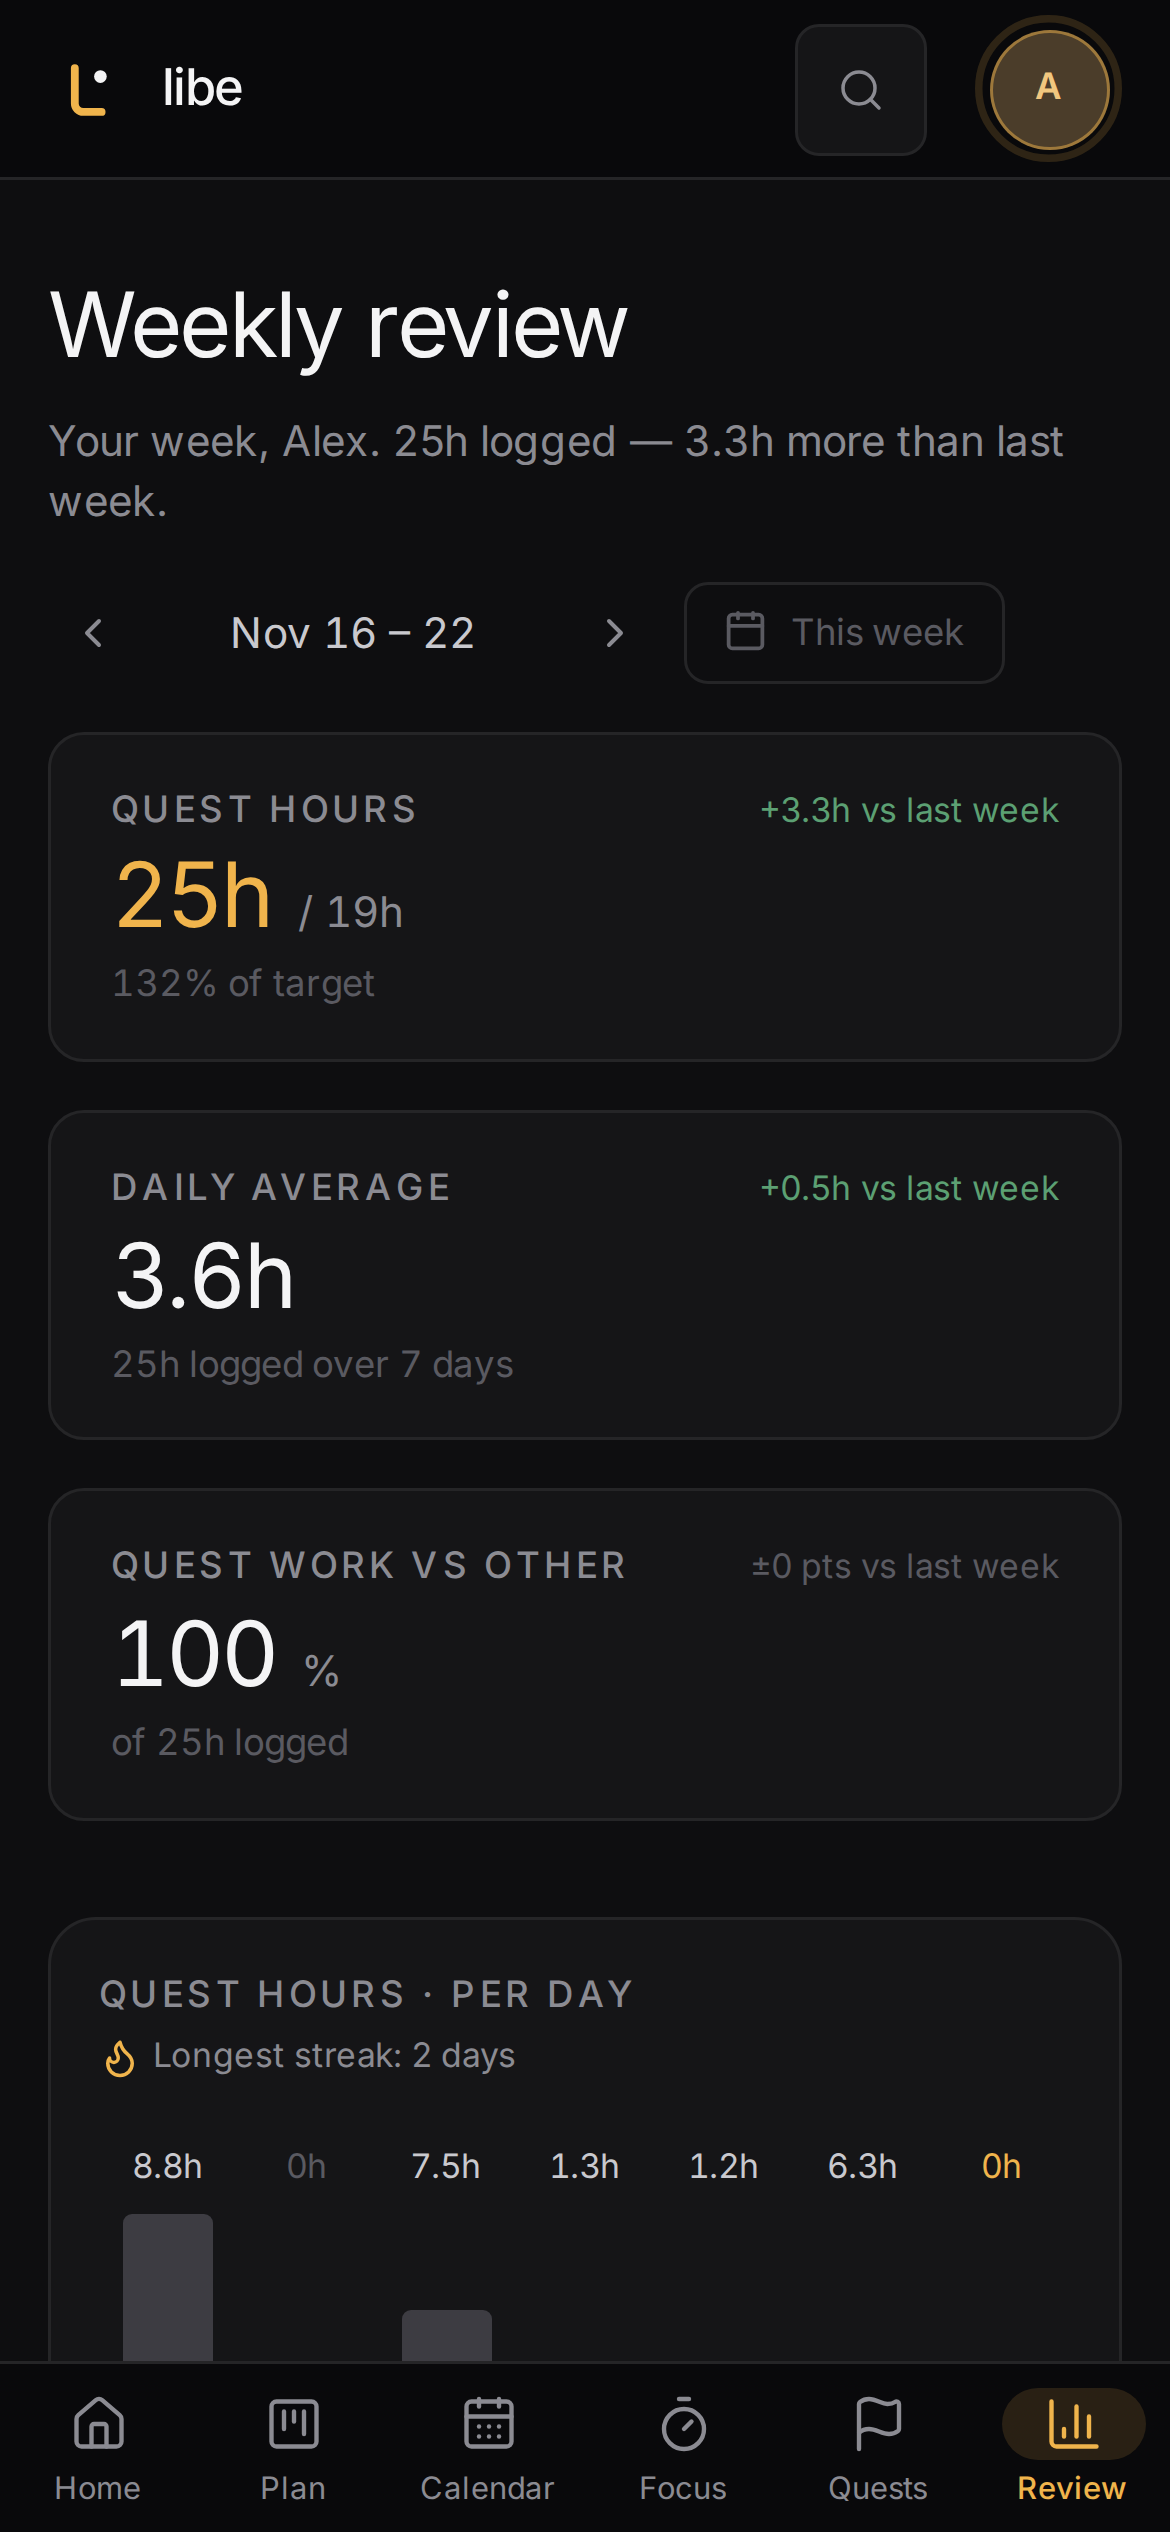 libe
A
Weekly review
Your week, Alex. 25h logged — 3.3h more than last
week.
Nov 16 – 22
This week
QUEST HOURS
+3.3h vs last week
25h / 19h
132% of target
DAILY AVERAGE
+0.5h vs last week
3.6h
25h logged over 7 days
QUEST WORK VS OTHER
±0 pts vs last week
100 %
of 25h logged
QUEST HOURS · PER DAY
Longest streak: 2 days
8.8h 0h 7.5h 1.3h 1.2h 6.3h 0h
Home Plan Calendar Focus Quests Review